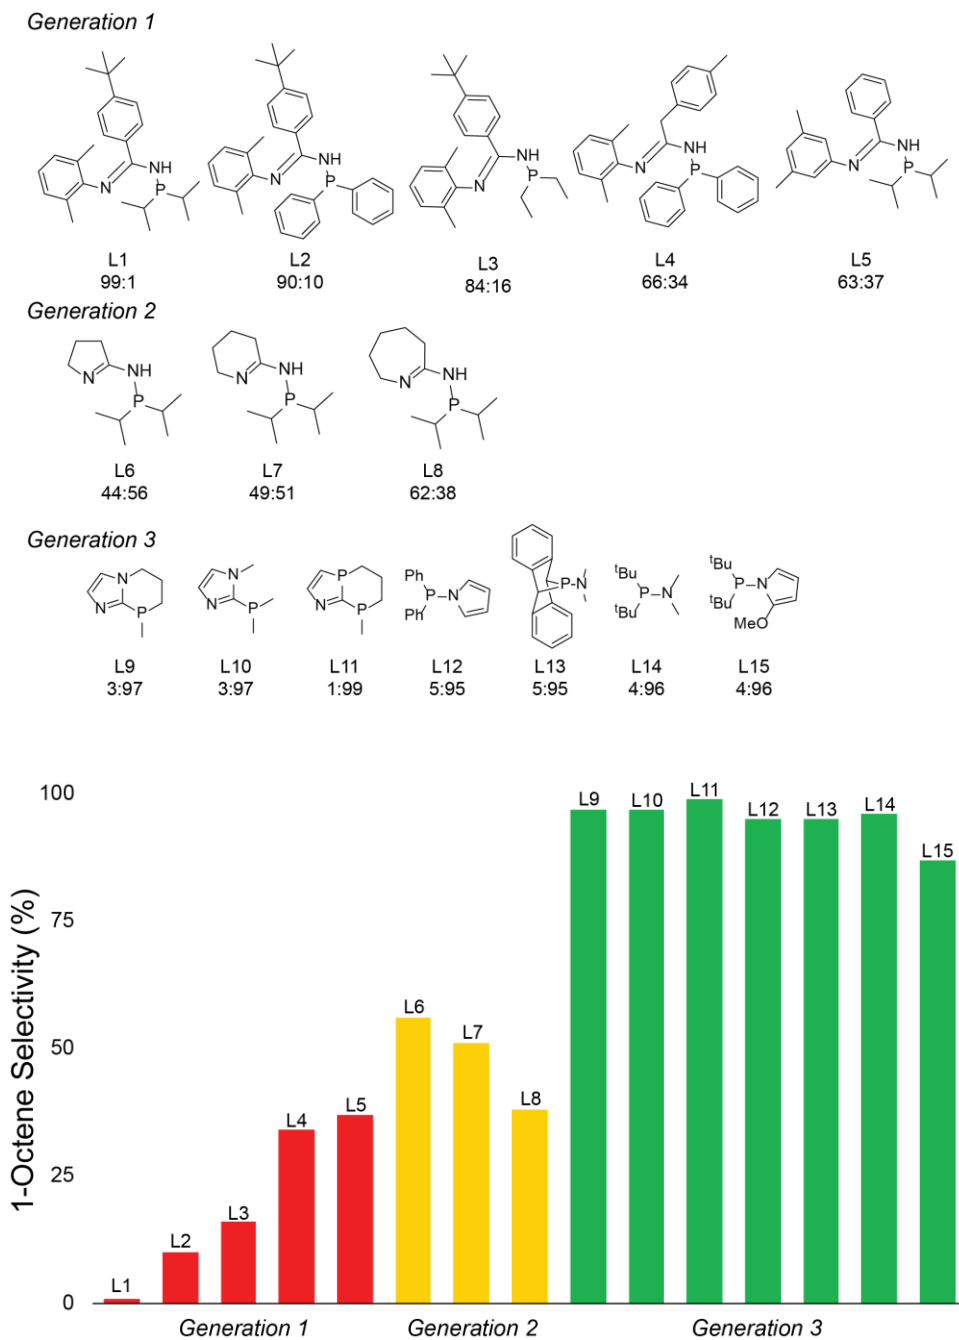 Generation 1
N
NH
P
N
NH
P
N
NH
P
N
NH
P
N
NH
P
L1
99:1
L2
90:10
L3
84:16
L4
66:34
L5
63:37
Generation 2
N
NH
P
N
NH
P
N
NH
P
L6
44:56
L7
49:51
L8
62:38
Generation 3
N
N
P
N
N
P
P
N
P
Ph
Ph
P
N
P
N
tBu
tBu
P
N
tBu
tBu
P
N
MeO
L9
3:97
L10
3:97
L11
1:99
L12
5:95
L13
5:95
L14
4:96
L15
4:96
1-Octene Selectivity (%)
100
75
50
25
0
L1
L2
L3
L4
L5
L6
L7
L8
L9
L10
L11
L12
L13
L14
L15
Generation 1
Generation 2
Generation 3